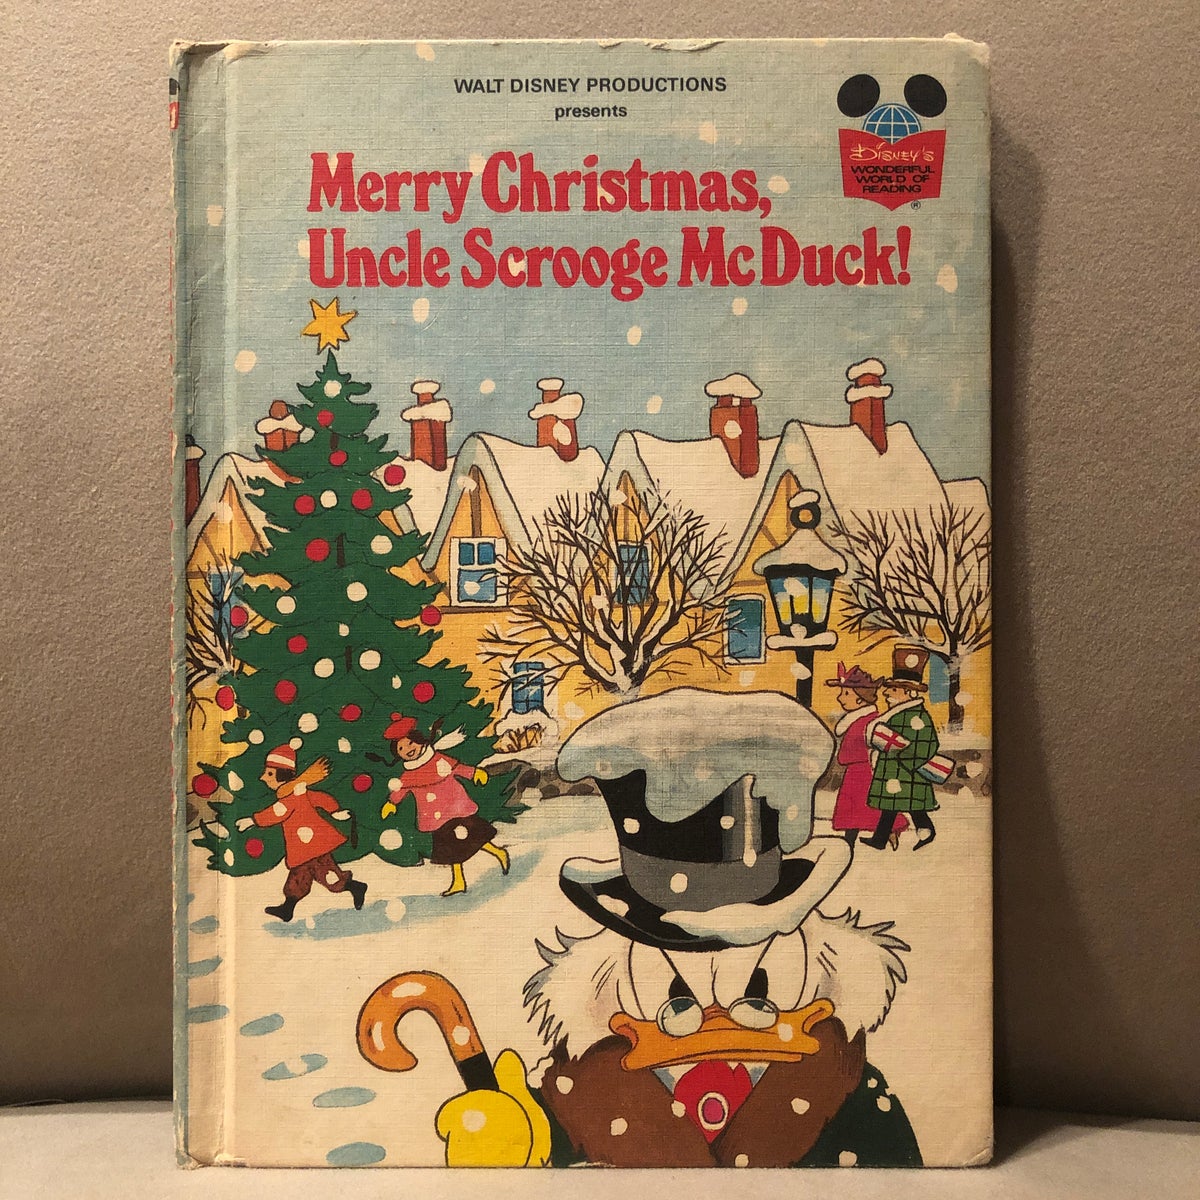 WALT DISNEY PRODUCTIONS
presents
Merry Christmas,
Uncle Scrooge McDuck!
DISNEY'S
WONDERFUL
WORLD OF
READING
®